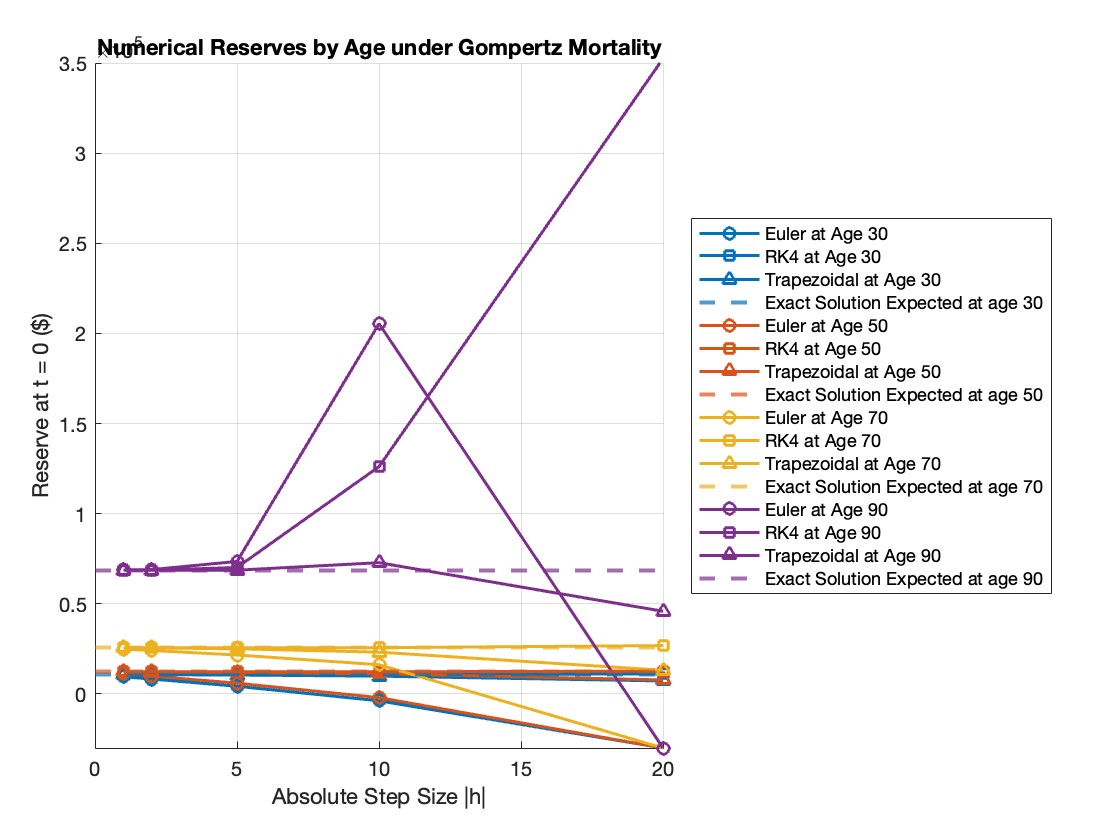 Numerical Reserves by Age under Gompertz Mortality
×10^5
3.5
3
2.5
2
1.5
1
0.5
0
Reserve at t = 0 ($)
0 5 10 15 20
Absolute Step Size |h|
Euler at Age 30
RK4 at Age 30
Trapezoidal at Age 30
Exact Solution Expected at age 30
Euler at Age 50
RK4 at Age 50
Trapezoidal at Age 50
Exact Solution Expected at age 50
Euler at Age 70
RK4 at Age 70
Trapezoidal at Age 70
Exact Solution Expected at age 70
Euler at Age 90
RK4 at Age 90
Trapezoidal at Age 90
Exact Solution Expected at age 90